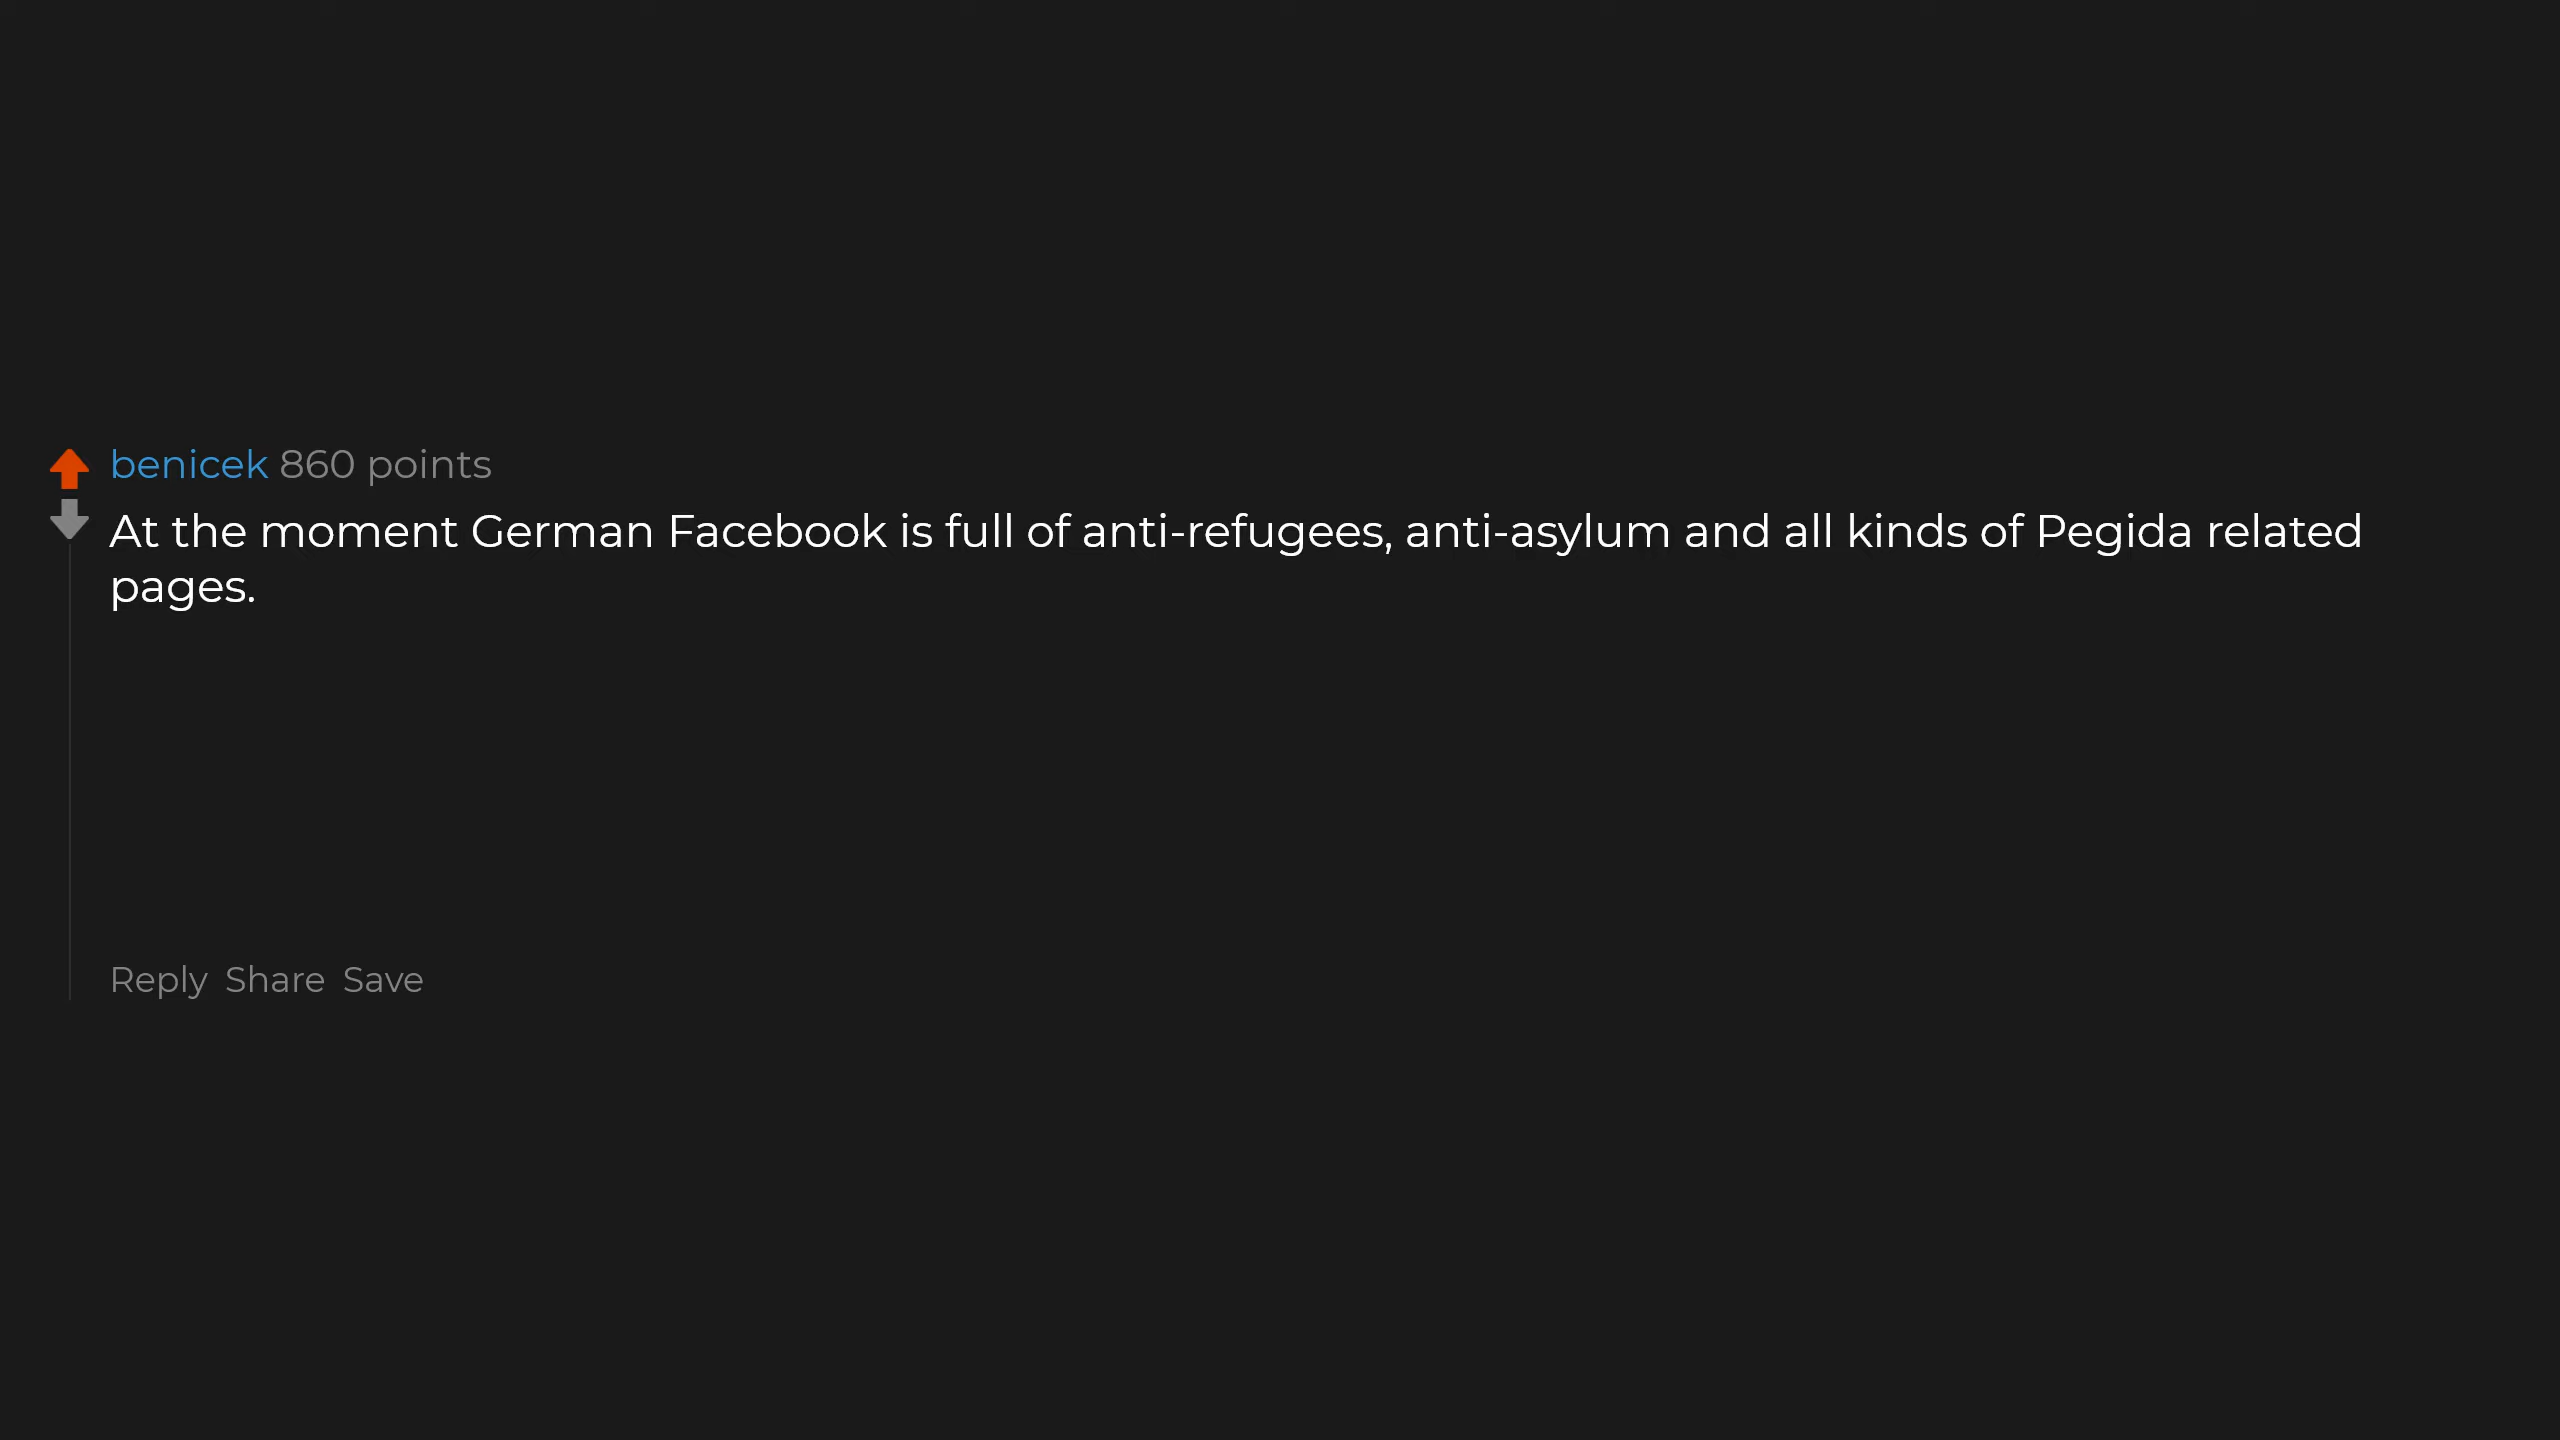 benicek 860 points
At the moment German Facebook is full of anti-refugees, anti-asylum and all kinds of Pegida related
pages.
Reply Share Save